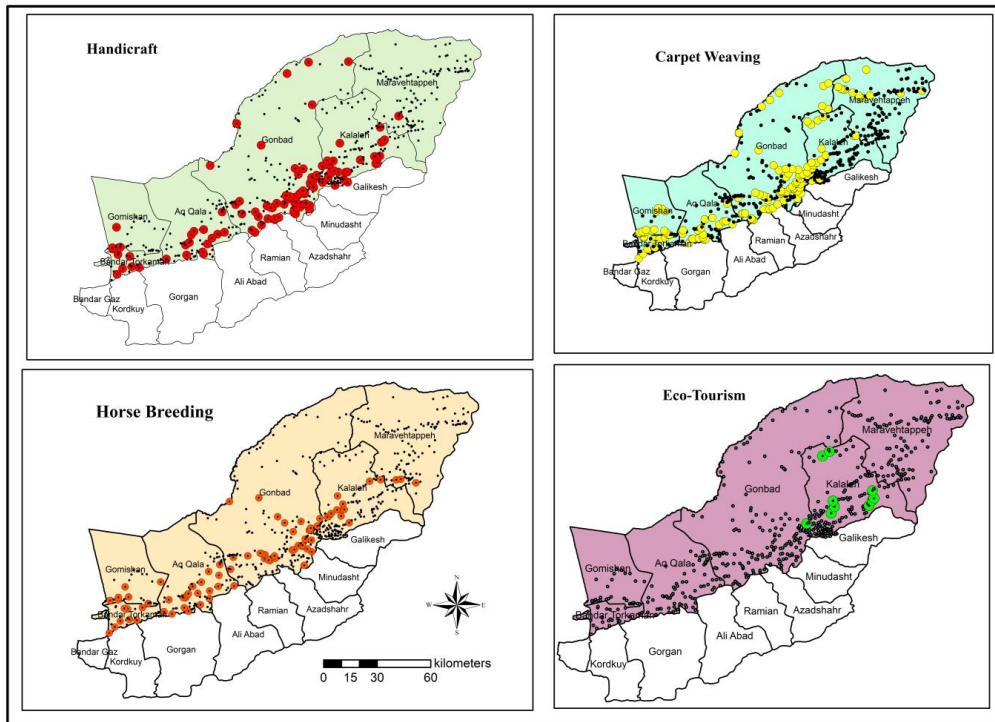 Handicraft
Maravehtappeh
Kalaleh
Gonbad
Galikesh
Gomishan
Aq Qala
Minudasht
Bandar Torkaman
Ramian
Azadshahr
Ali Abad
Bandar Gaz
Gorgan
Kordkuy
Carpet Weaving
Maravehtappeh
Kalaleh
Gonbad
Galikesh
Gomishan
Aq Qala
Minudasht
Bandar Torkaman
Ramian
Azadshahr
Ali Abad
Bandar Gaz
Gorgan
Kordkuy
Horse Breeding
Maravehtappeh
Kalaleh
Gonbad
Galikesh
Gomishan
Aq Qala
Minudasht
Bandar Torkaman
Ramian
Azadshahr
Ali Abad
Bandar Gaz
Gorgan
Kordkuy
N
W E
S
kilometers
0 15 30 60
Eco-Tourism
Maravehtappeh
Kalaleh
Gonbad
Galikesh
Gomishan
Aq Qala
Minudasht
Bandar Torkaman
Ramian
Azadshahr
Ali Abad
Bandar Gaz
Gorgan
Kordkuy